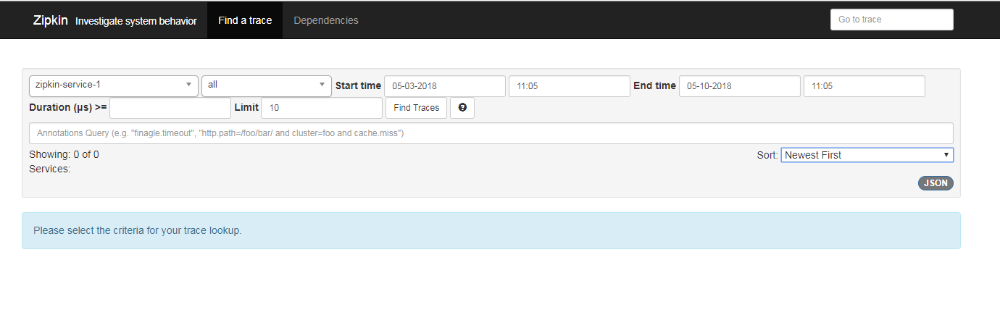 Zipkin Investigate system behavior Find a trace Dependencies Go to trace
zipkin-service-1 all Start time 05-03-2018 11:05 End time 05-10-2018 11:05
Duration (μs) >= Limit 10 Find Traces ?
Annotations Query (e.g. "finagle.timeout", "http.path=/foo/bar/ and cluster=foo and cache.miss")
Showing: 0 of 0 Sort: Newest First
Services:
JSON
Please select the criteria for your trace lookup.